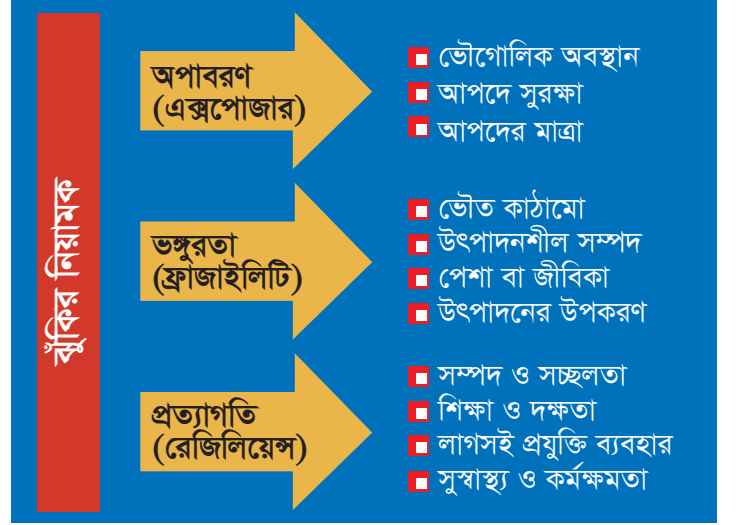 ঝুঁকির নিয়ামক
অপাবরণ
(এক্সপোজার)
ভৌগোলিক অবস্থান
আপদে সুরক্ষা
আপদের মাত্রা
ভঙ্গুরতা
(ফ্রাজাইলিটি)
ভৌত কাঠামো
উৎপাদনশীল সম্পদ
পেশা বা জীবিকা
উৎপাদনের উপকরণ
প্রত্যাগতি
(রেজিলিয়েন্স)
সম্পদ ও সচ্ছলতা
শিক্ষা ও দক্ষতা
লাগসই প্রযুক্তি ব্যবহার
সুস্বাস্থ্য ও কর্মক্ষমতা